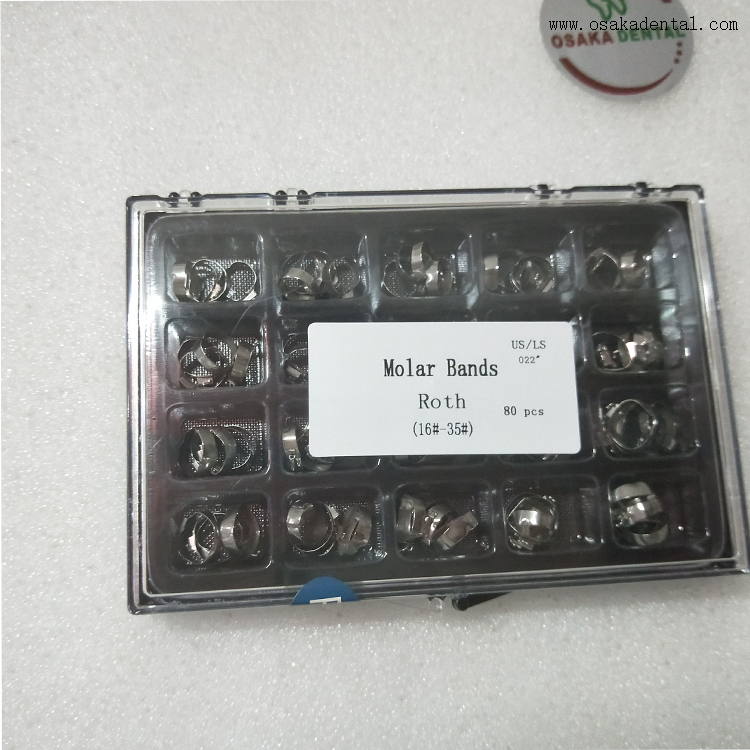 www.osakadental.com
OSAKA DENTAL
US/LS
.022"
Molar Bands
Roth
80 pcs
(16#-35#)